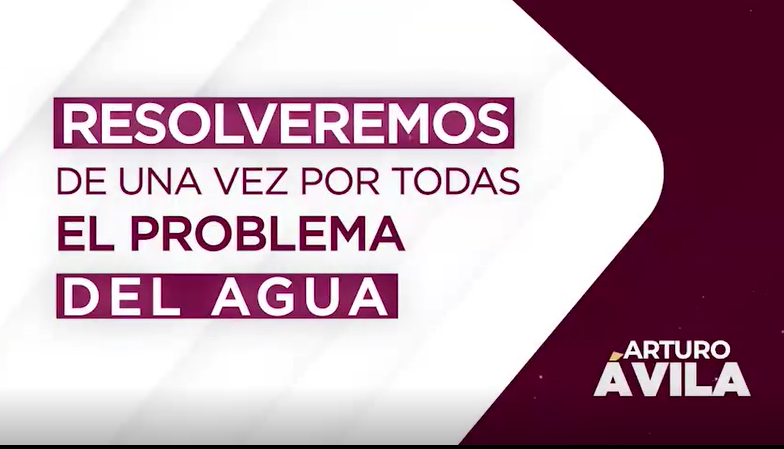 RESOLVEREMOS
DE UNA VEZ POR TODAS
EL PROBLEMA
DEL AGUA
ARTURO
ÁVILA